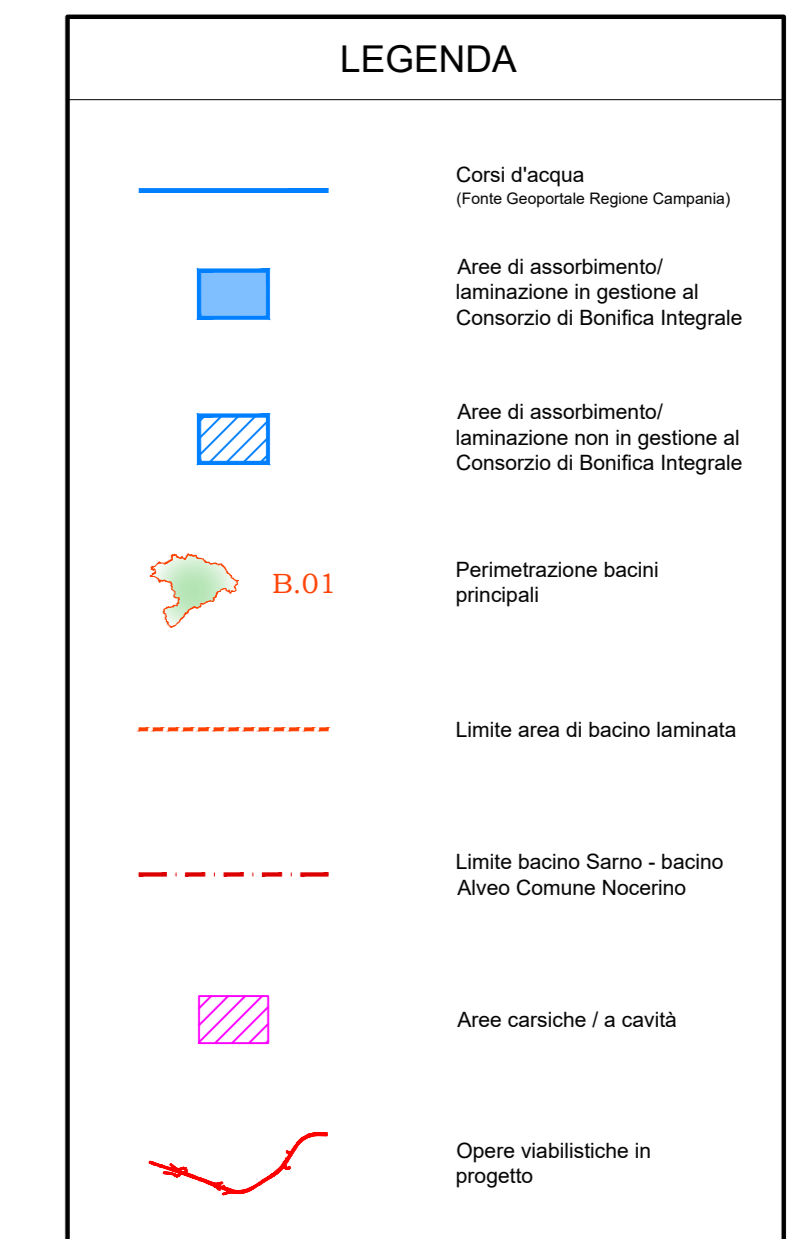 LEGENDA
Corsi d'acqua
(Fonte Geoportale Regione Campania)
Aree di assorbimento/
laminazione in gestione al
Consorzio di Bonifica Integrale
Aree di assorbimento/
laminazione non in gestione al
Consorzio di Bonifica Integrale
B.01
Perimetrazione bacini
principali
Limite area di bacino laminata
Limite bacino Sarno - bacino
Alveo Comune Nocerino
Aree carsiche / a cavità
Opere viabilistiche in
progetto